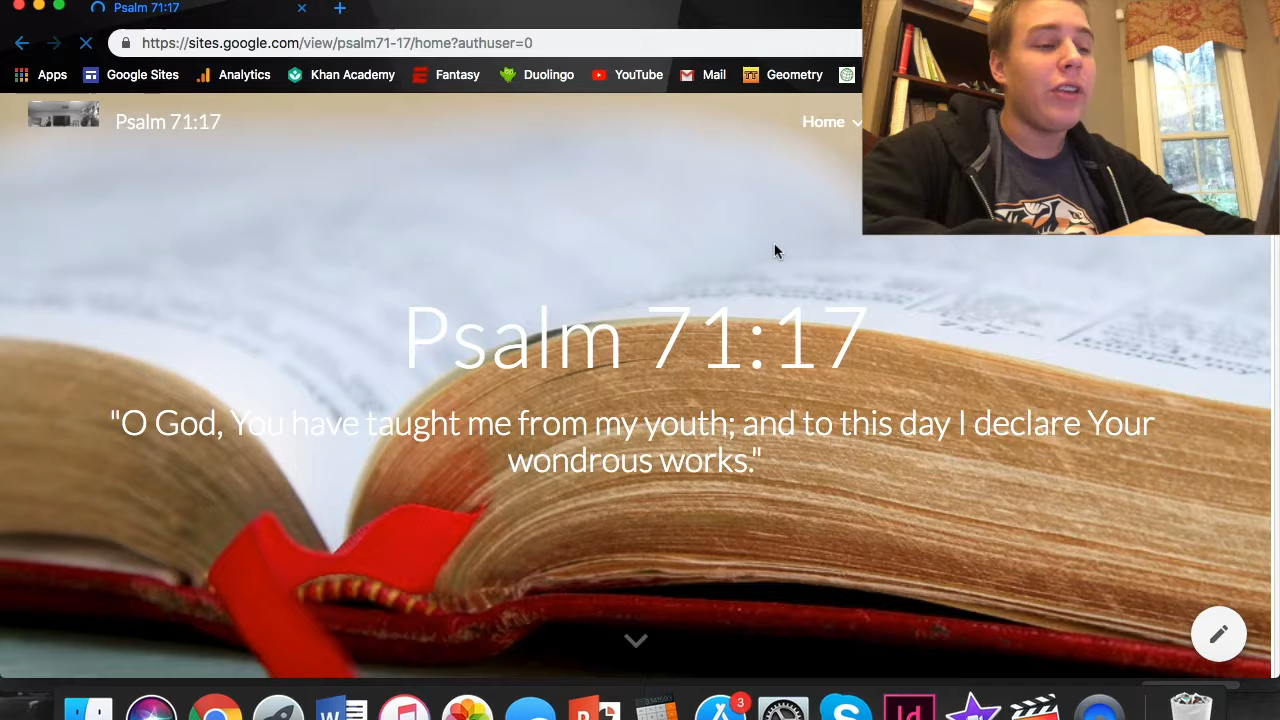 Psalm 71:17
https://sites.google.com/view/psalm71-17/home?authuser=0
Apps Google Sites Analytics Khan Academy Fantasy Duolingo YouTube Mail Geometry
Psalm 71:17 Home
Psalm 71:17
"O God, You have taught me from my youth; and to this day I declare Your
wondrous works."
3
W P S Id